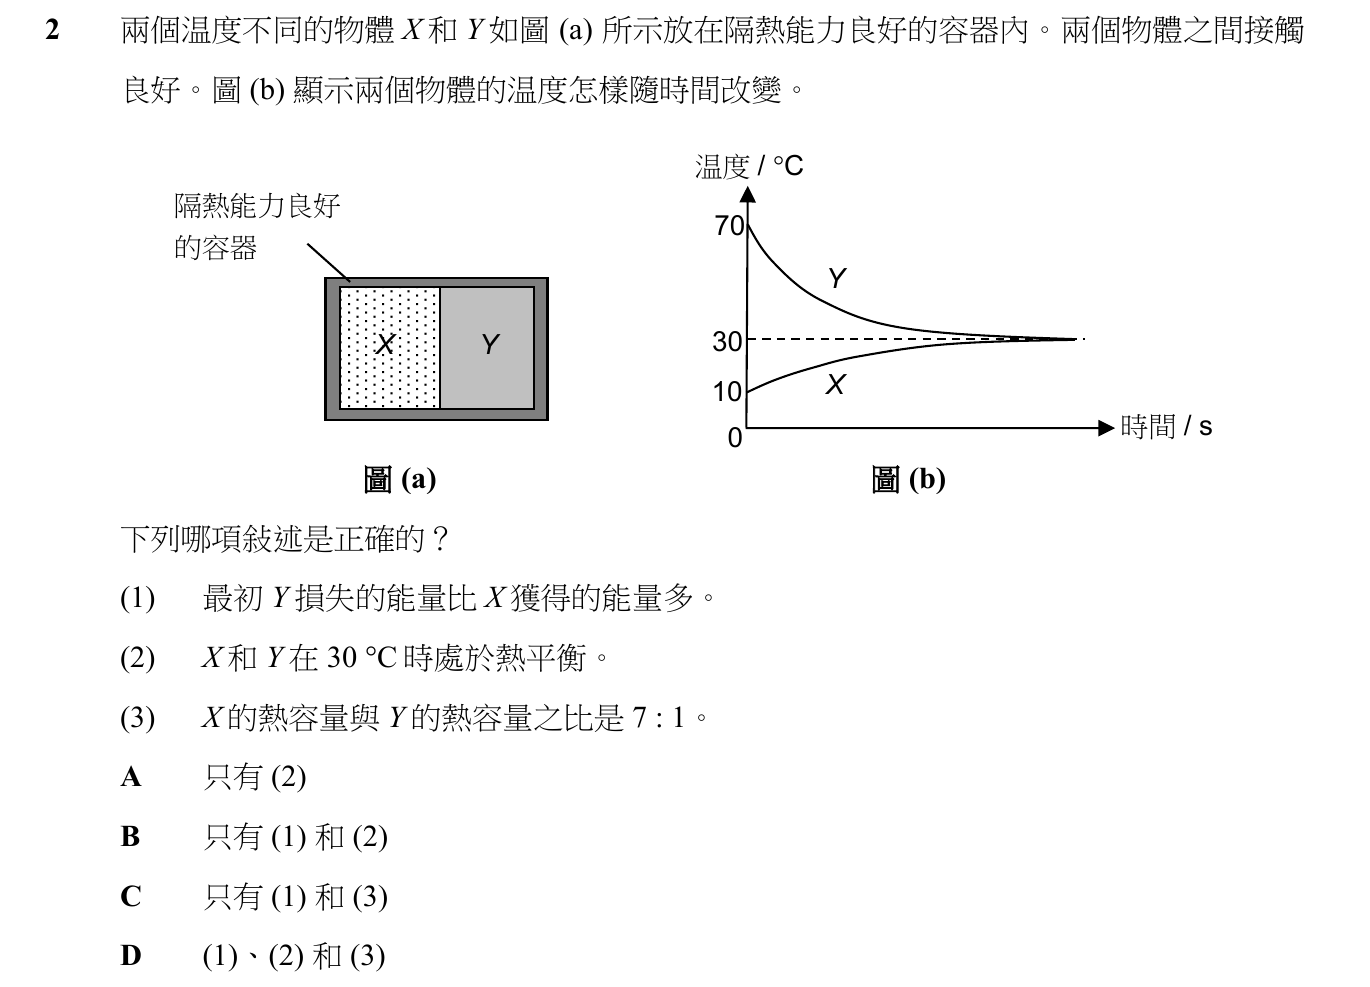 2 兩個温度不同的物體 X 和 Y 如圖 (a) 所示放在隔熱能力良好的容器內。兩個物體之間接觸
良好。圖 (b) 顯示兩個物體的温度怎樣隨時間改變。
隔熱能力良好
的容器
X
Y
圖 (a)
温度 / °C
70
Y
30
10
X
0
時間 / s
圖 (b)
下列哪項敍述是正確的？
(1) 最初 Y 損失的能量比 X 獲得的能量多。
(2) X 和 Y 在 30 °C 時處於熱平衡。
(3) X 的熱容量與 Y 的熱容量之比是 7 : 1。
A 只有 (2)
B 只有 (1) 和 (2)
C 只有 (1) 和 (3)
D (1)、(2) 和 (3)